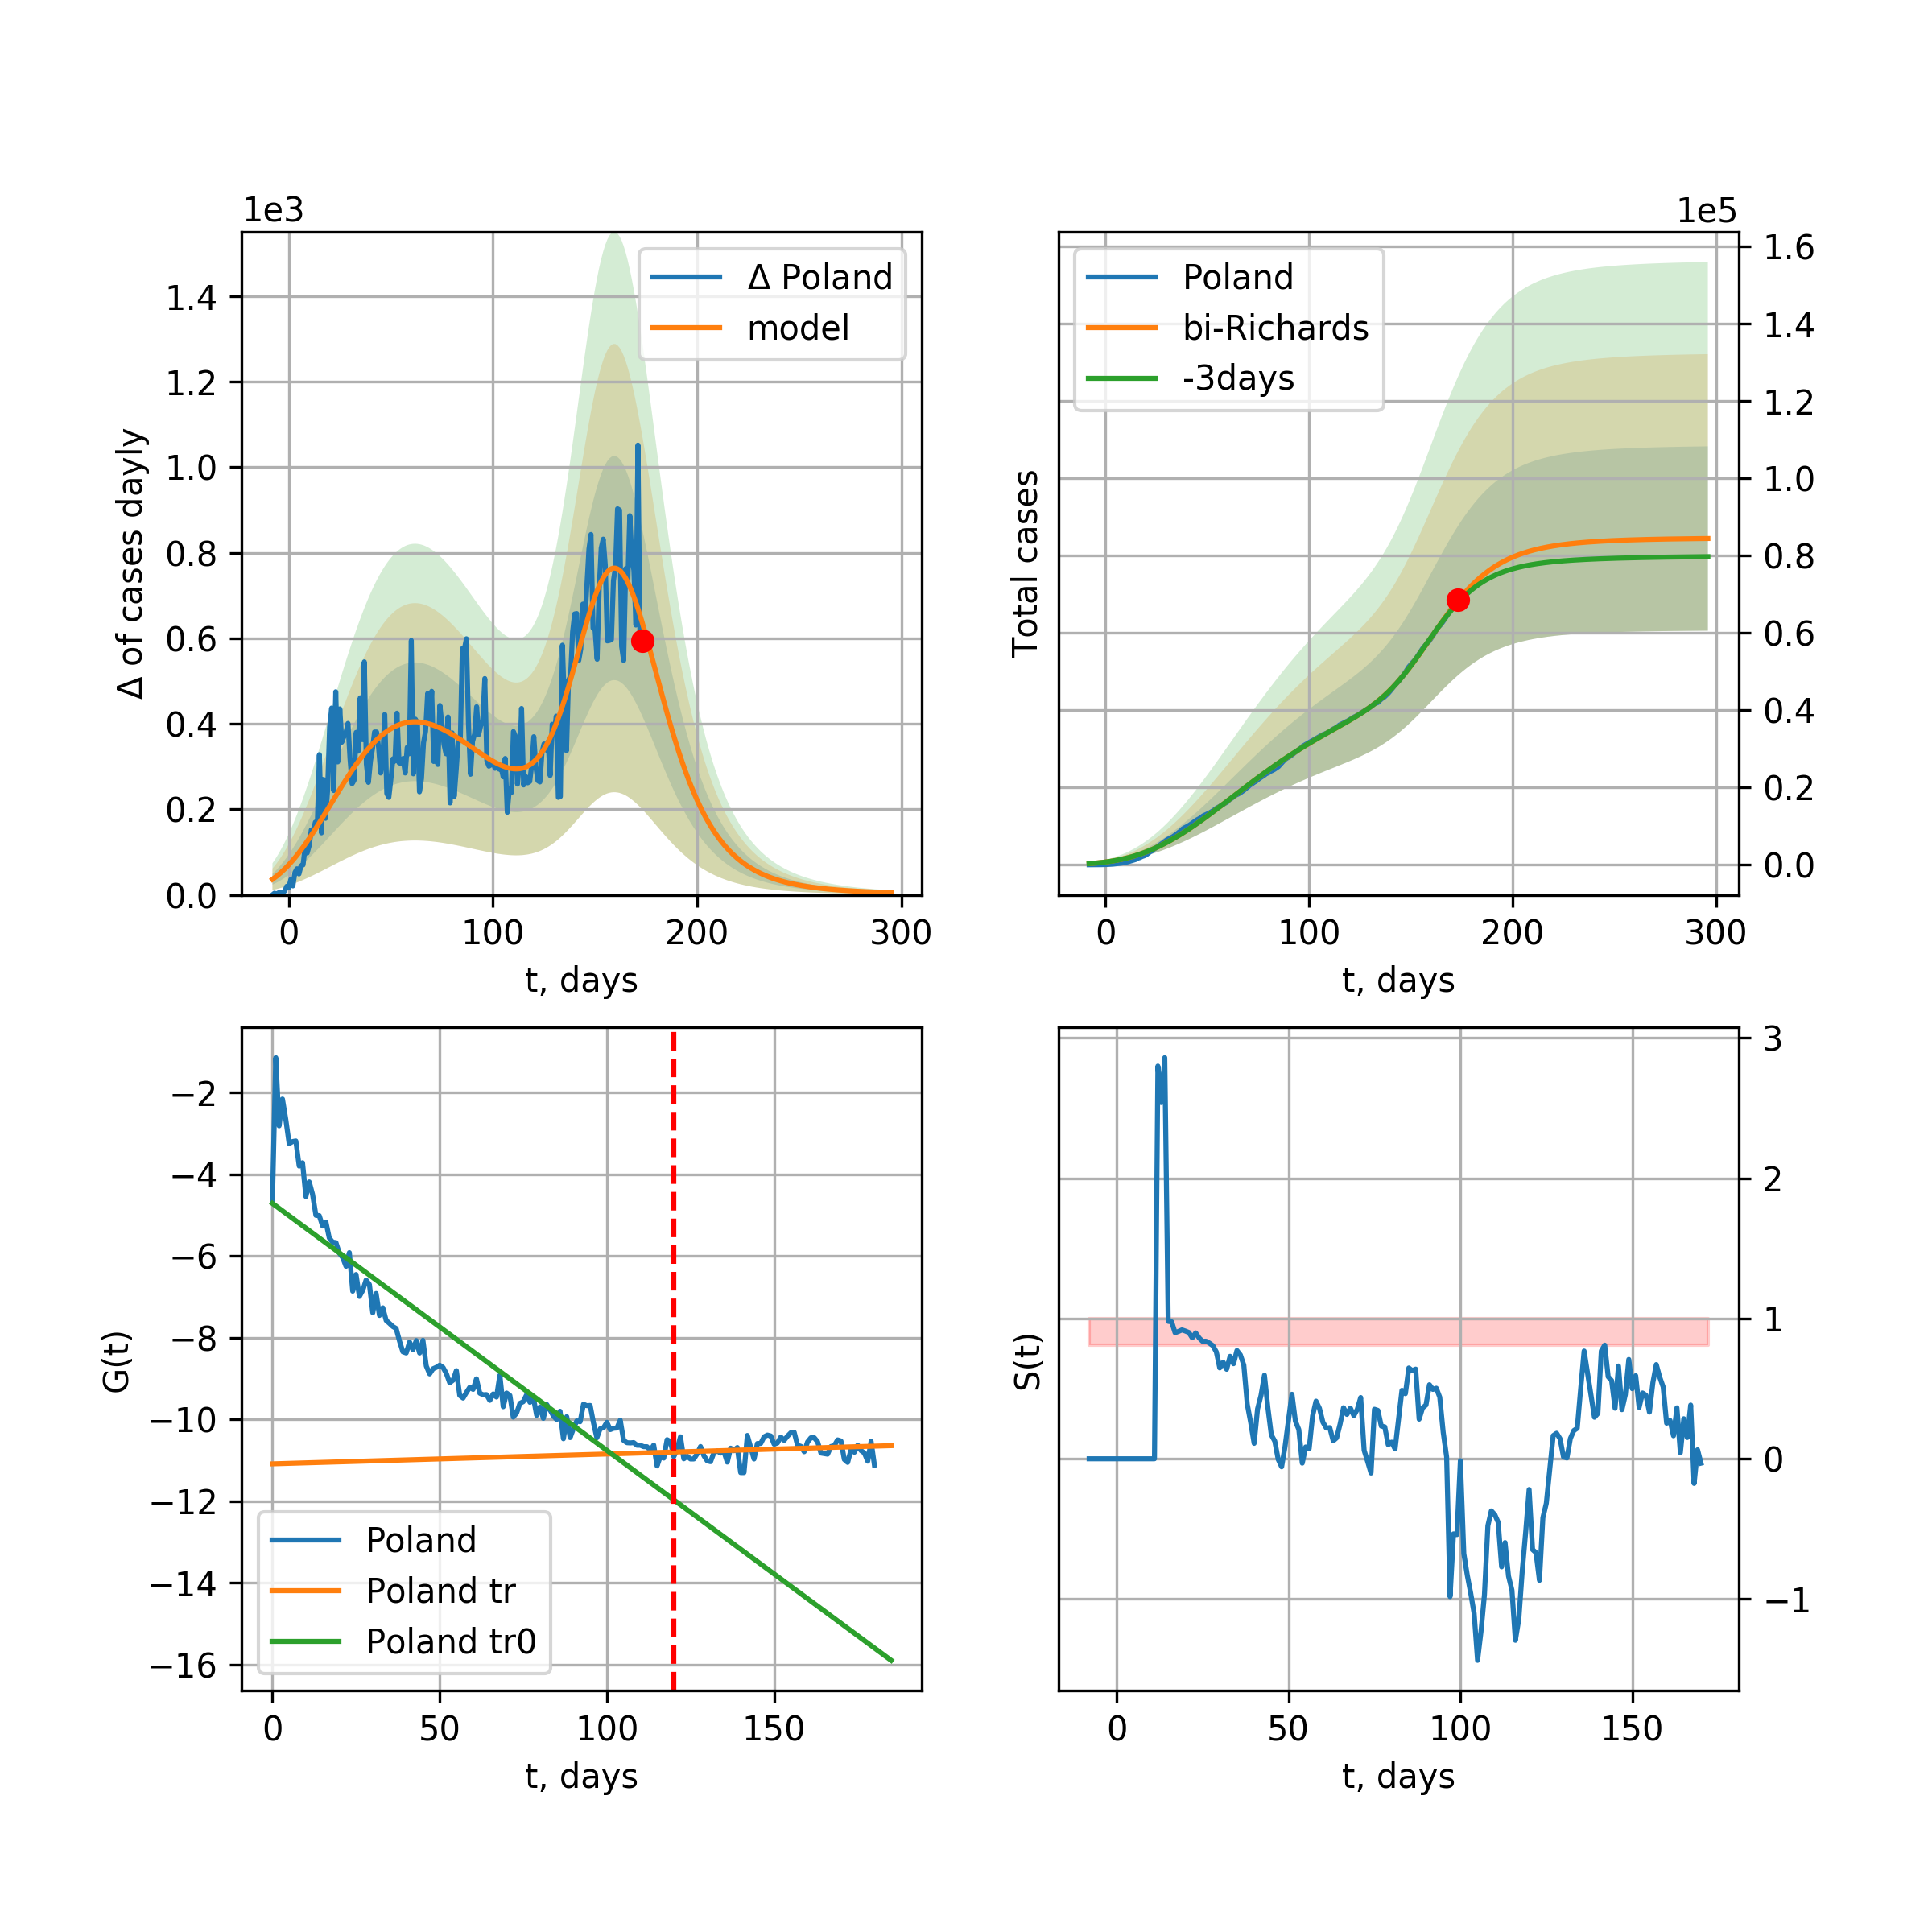 1e3
Δ of cases dayly
1.4
1.2
1.0
0.8
0.6
0.4
0.2
0.0
Δ Poland
model
0
100
200
300
t, days
1e5
Total cases
Poland
bi-Richards
-3days
1.6
1.4
1.2
1.0
0.8
0.6
0.4
0.2
0.0
0
100
200
300
t, days
G(t)
−2
−4
−6
−8
−10
−12
−14
−16
Poland
Poland tr
Poland tr0
0
50
100
150
t, days
S(t)
3
2
1
0
−1
0
50
100
150
t, days